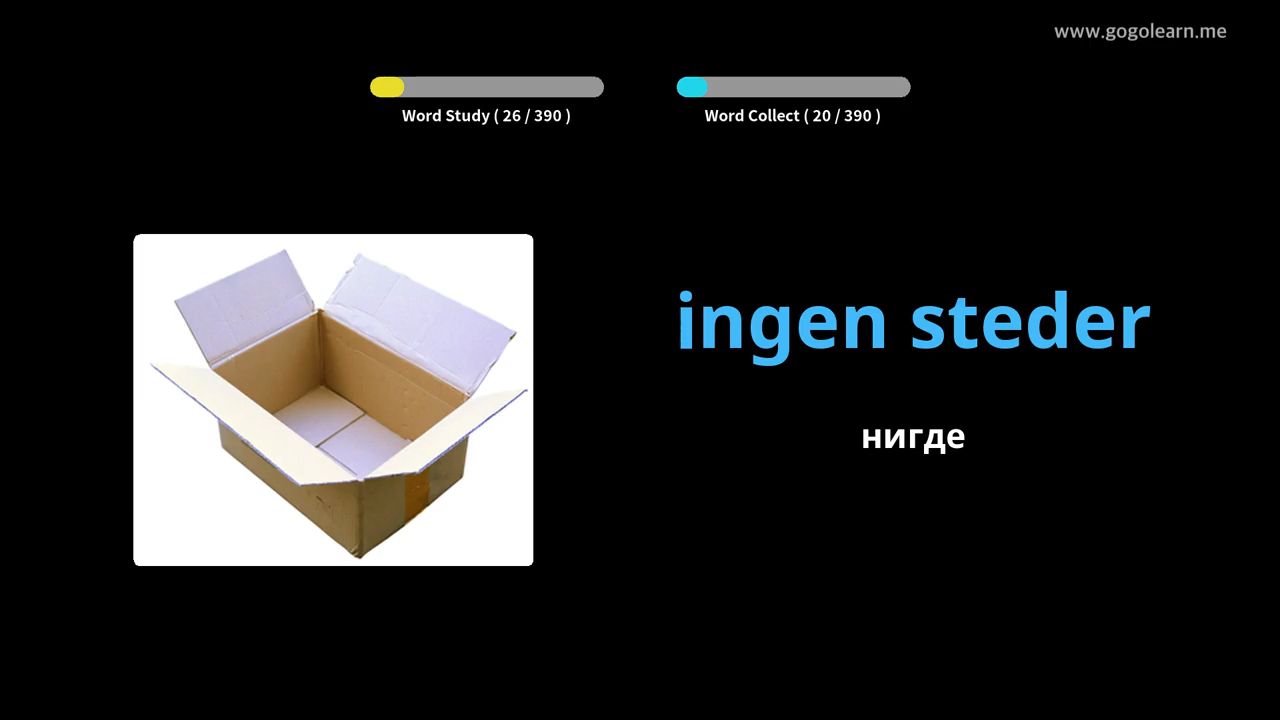 www.gogolearn.me
Word Study ( 26 / 390 )
Word Collect ( 20 / 390 )
ingen steder
нигде